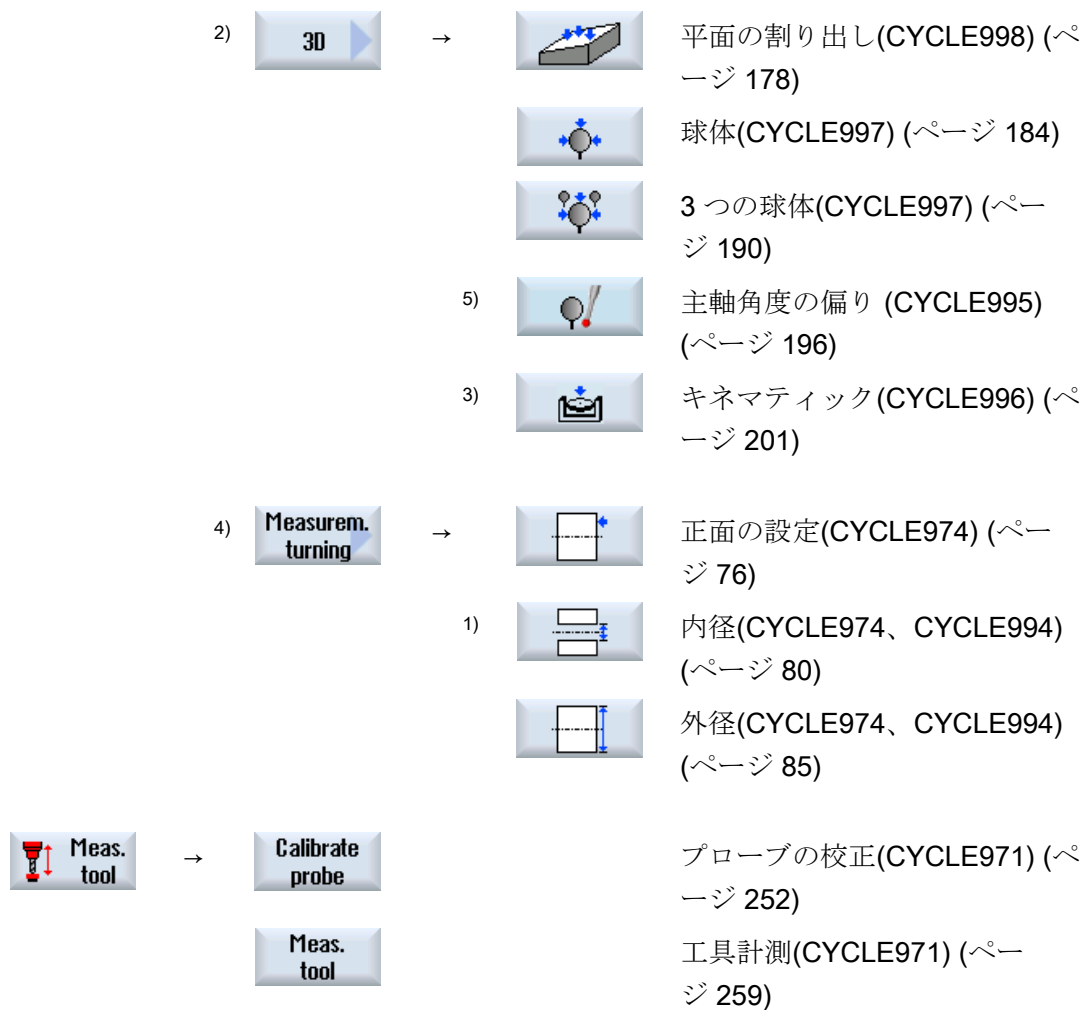 2)
3D
→
平面の割り出し(CYCLE998) (ペ
ージ 178)
球体(CYCLE997) (ページ 184)
3 つの球体(CYCLE997) (ペー
ジ 190)
5)
主軸角度の偏り (CYCLE995)
(ページ 196)
3)
キネマティック(CYCLE996) (ペ
ージ 201)
4)
Measurem.
turning
→
正面の設定(CYCLE974) (ペー
ジ 76)
1)
内径(CYCLE974、CYCLE994)
(ページ 80)
外径(CYCLE974、CYCLE994)
(ページ 85)
Meas.
tool
→
Calibrate
probe
プローブの校正(CYCLE971) (ペ
ージ 252)
Meas.
tool
工具計測(CYCLE971) (ペー
ジ 259)